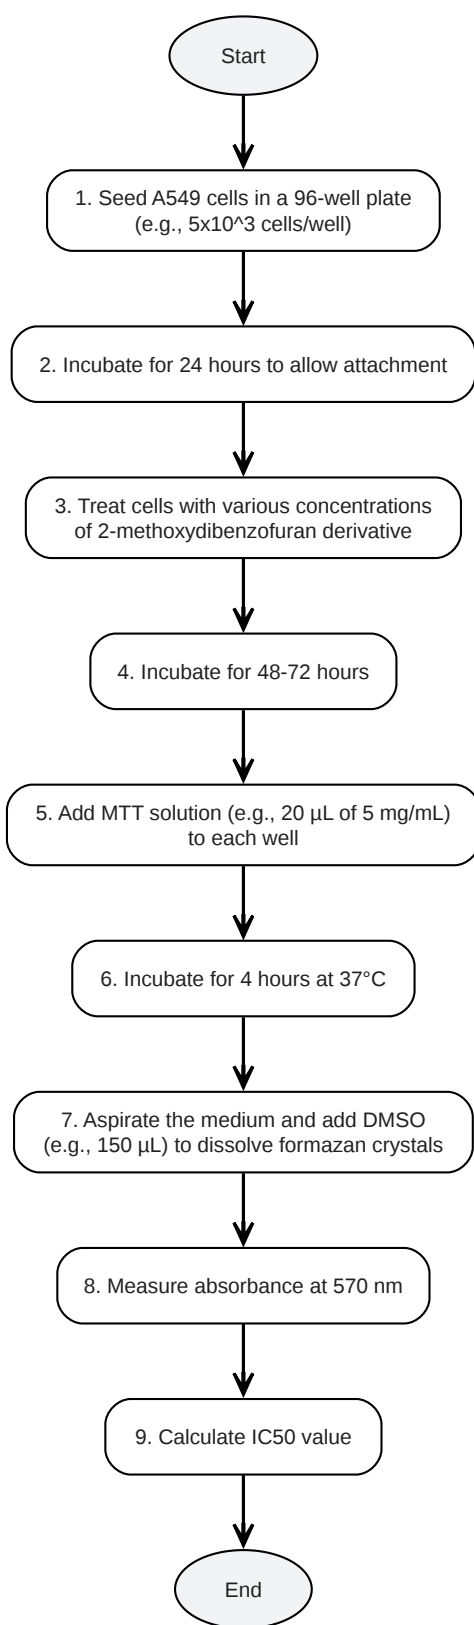 Start
1. Seed A549 cells in a 96-well plate
(e.g., 5x10^3 cells/well)
2. Incubate for 24 hours to allow attachment
3. Treat cells with various concentrations
of 2-methoxydibenzofuran derivative
4. Incubate for 48-72 hours
5. Add MTT solution (e.g., 20 µL of 5 mg/mL)
to each well
6. Incubate for 4 hours at 37°C
7. Aspirate the medium and add DMSO
(e.g., 150 µL) to dissolve formazan crystals
8. Measure absorbance at 570 nm
9. Calculate IC50 value
End